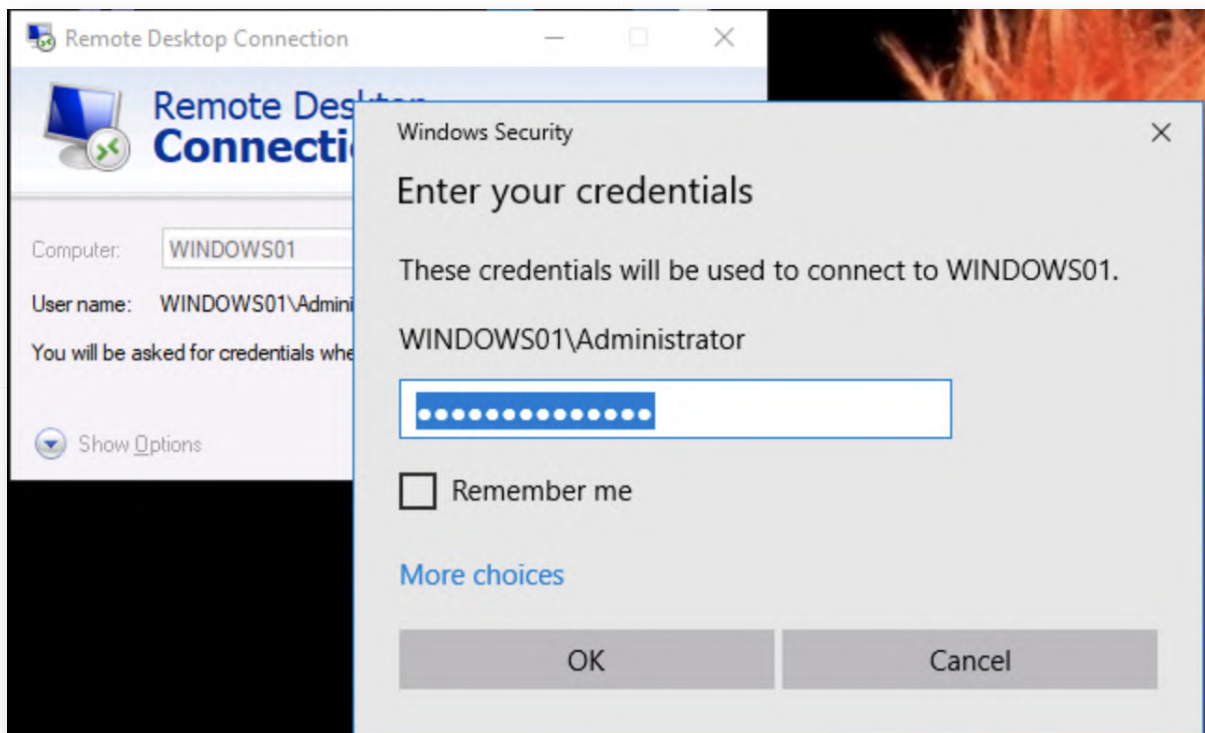 Remote Desktop Connection
Remote Des
Connecti
Computer:
WINDOWS01
User name:
WINDOWS01\Admini
You will be asked for credentials whe
Show Options
Windows Security
Enter your credentials
These credentials will be used to connect to WINDOWS01.
WINDOWS01\Administrator
Remember me
More choices
OK
Cancel